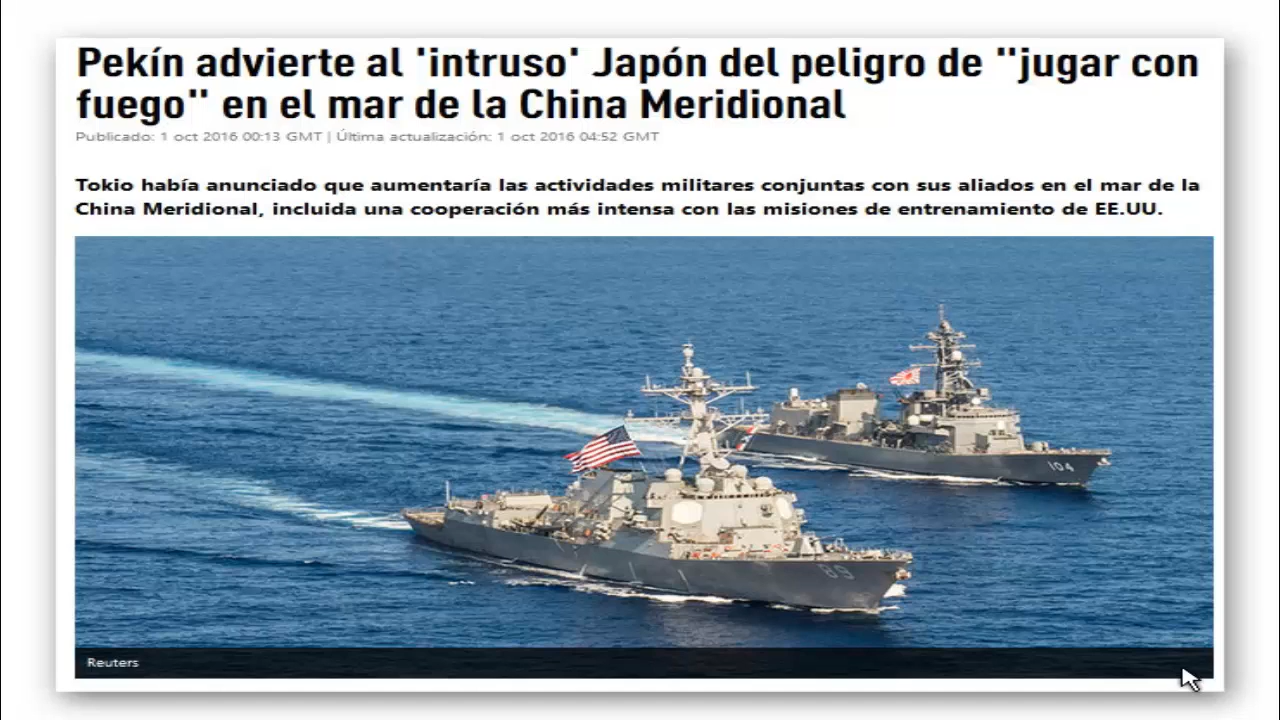 Pekín advierte al 'intruso' Japón del peligro de "jugar con
fuego" en el mar de la China Meridional
Publicado: 1 oct 2016 00:13 GMT | Última actualización: 1 oct 2016 04:52 GMT
Tokio había anunciado que aumentaría las actividades militares conjuntas con sus aliados en el mar de la
China Meridional, incluida una cooperación más intensa con las misiones de entrenamiento de EE.UU.
104
89
Reuters